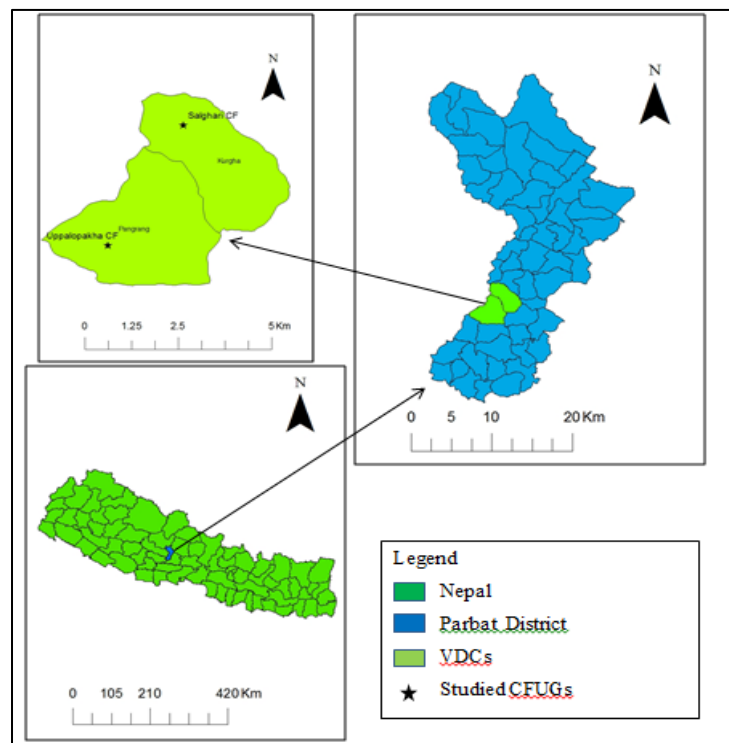 N
Salghari CF
Kurgha
Uppalopakha CF
Pangrang
0 1.25 2.5 5 Km
N
0 5 10 20 Km
N
0 105 210 420 Km
Legend
Nepal
Parbat District
VDCs
Studied CFUGs